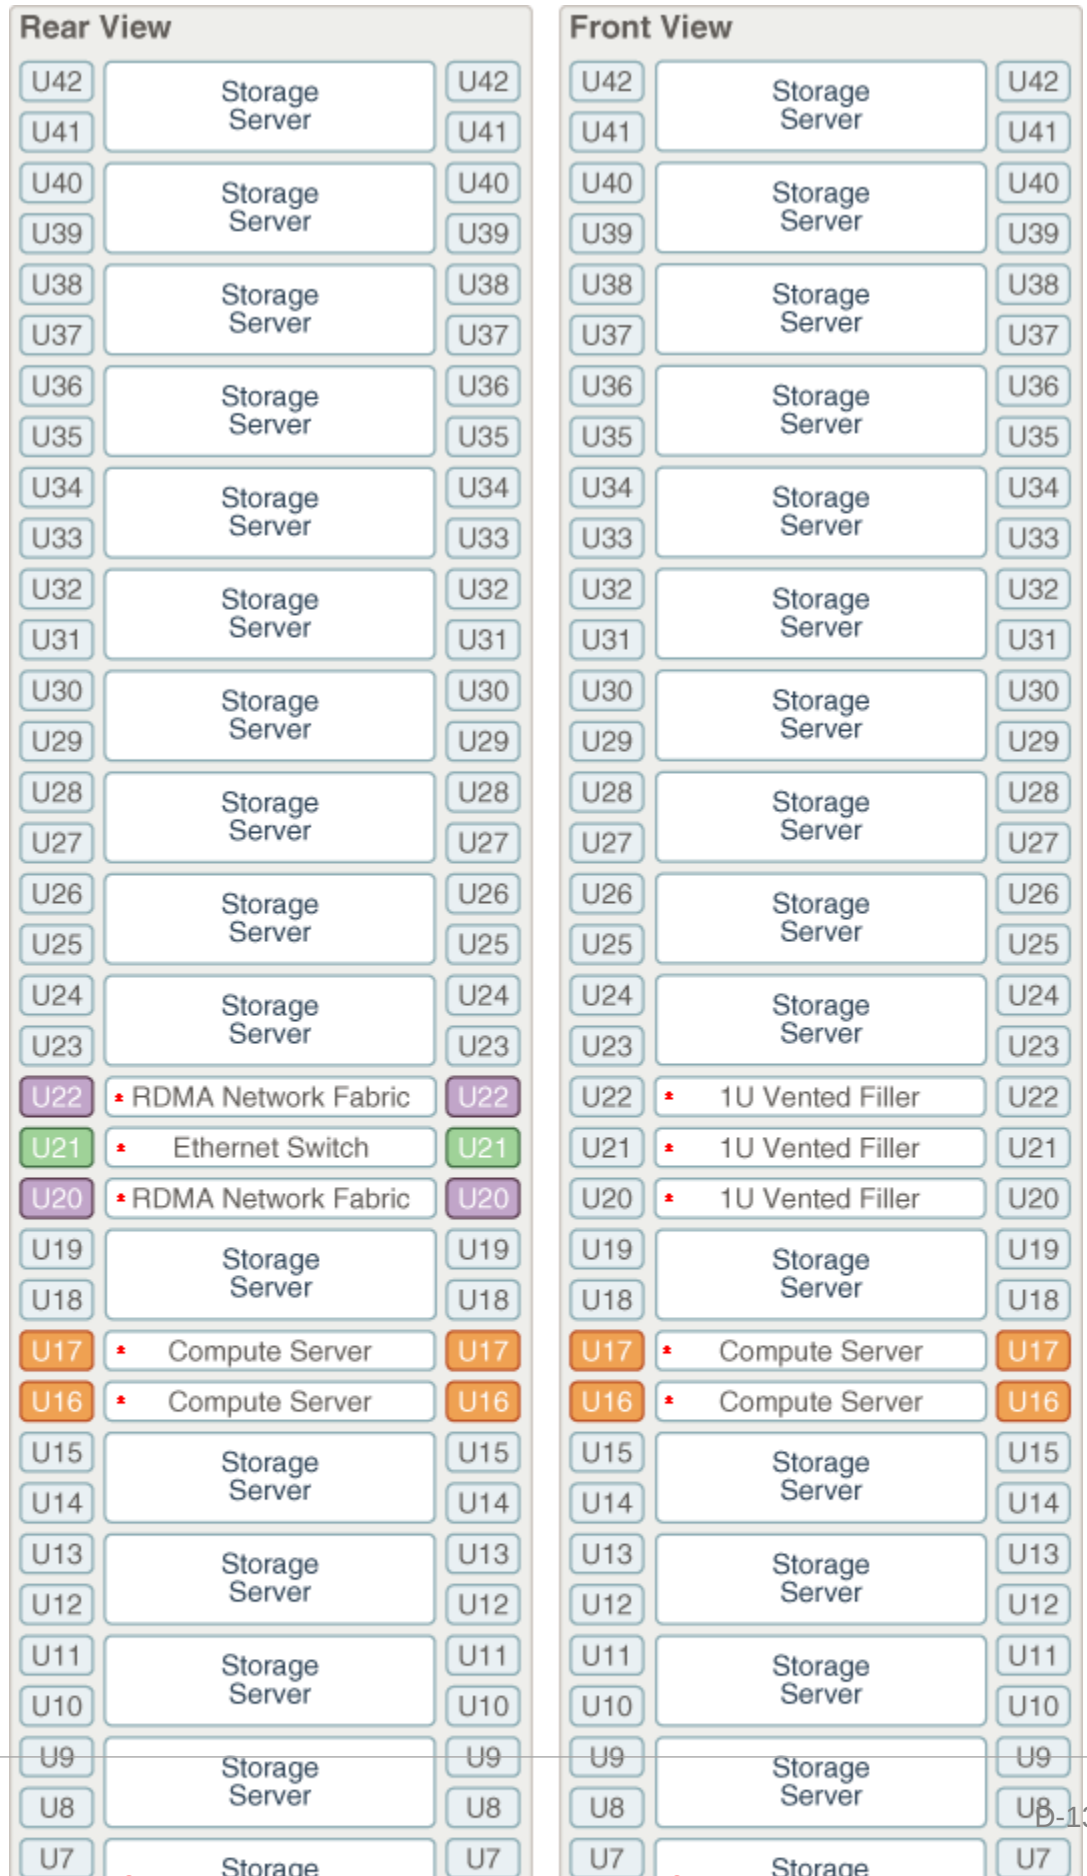 Rear View
U42 Storage Server U42
U41 U41
U40 Storage Server U40
U39 U39
U38 Storage Server U38
U37 U37
U36 Storage Server U36
U35 U35
U34 Storage Server U34
U33 U33
U32 Storage Server U32
U31 U31
U30 Storage Server U30
U29 U29
U28 Storage Server U28
U27 U27
U26 Storage Server U26
U25 U25
U24 Storage Server U24
U23 U23
U22 RDMA Network Fabric U22
U21 Ethernet Switch U21
U20 RDMA Network Fabric U20
U19 Storage Server U19
U18 U18
U17 Compute Server U17
U16 Compute Server U16
U15 Storage Server U15
U14 U14
U13 Storage Server U13
U12 U12
U11 Storage Server U11
U10 U10
U9 Storage Server U9
U8 U8
U7 Storage U7
Front View
U42 Storage Server U42
U41 U41
U40 Storage Server U40
U39 U39
U38 Storage Server U38
U37 U37
U36 Storage Server U36
U35 U35
U34 Storage Server U34
U33 U33
U32 Storage Server U32
U31 U31
U30 Storage Server U30
U29 U29
U28 Storage Server U28
U27 U27
U26 Storage Server U26
U25 U25
U24 Storage Server U24
U23 U23
U22 1U Vented Filler U22
U21 1U Vented Filler U21
U20 1U Vented Filler U20
U19 Storage Server U19
U18 U18
U17 Compute Server U17
U16 Compute Server U16
U15 Storage Server U15
U14 U14
U13 Storage Server U13
U12 U12
U11 Storage Server U11
U10 U10
U9 Storage Server U9
U8 U8
U7 Storage U7